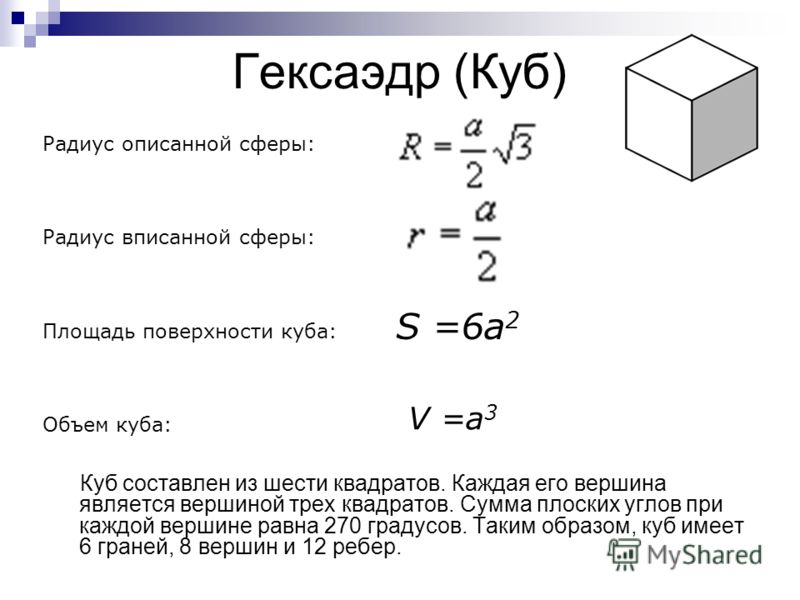 Гексаэдр (Куб)
Радиус описанной сферы: R = a/2 √3
Радиус вписанной сферы: r = a/2
Площадь поверхности куба: S =6a²
Объем куба: V =a³
Куб составлен из шести квадратов. Каждая его вершина
является вершиной трех квадратов. Сумма плоских углов при
каждой вершине равна 270 градусов. Таким образом, куб имеет
6 граней, 8 вершин и 12 ребер.
MyShared